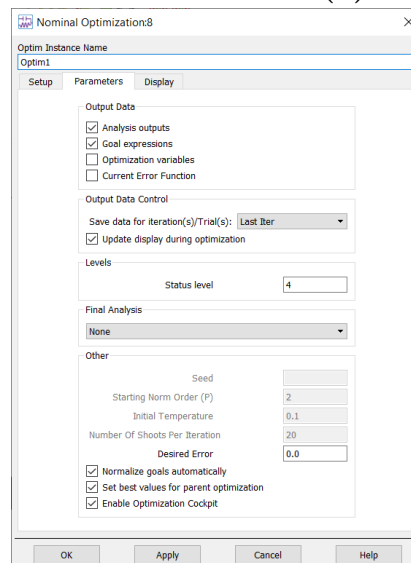 Nominal Optimization:8
Optim Instance Name
Optim1
Setup Parameters Display
Output Data
Analysis outputs
Goal expressions
Optimization variables
Current Error Function
Output Data Control
Save data for iteration(s)/Trial(s): Last Iter
Update display during optimization
Levels
Status level 4
Final Analysis
None
Other
Seed
Starting Norm Order (P) 2
Initial Temperature 0.1
Number Of Shoots Per Iteration 20
Desired Error 0.0
Normalize goals automatically
Set best values for parent optimization
Enable Optimization Cockpit
OK Apply Cancel Help